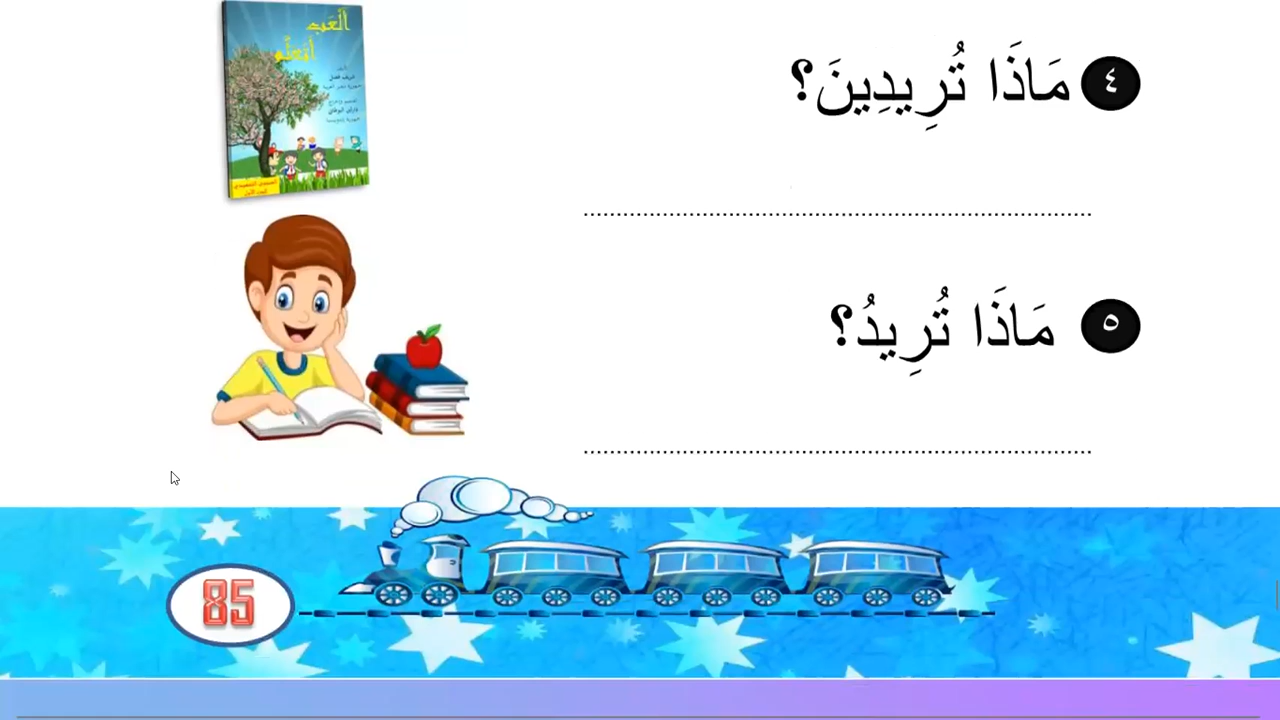 ٤ مَاذَا تُرِيدِينَ؟
٥ مَاذَا تُرِيدُ؟
85